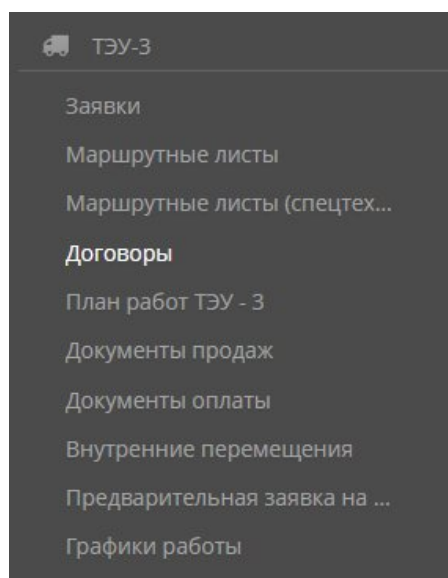 ТЭУ-3
Заявки
Маршрутные листы
Маршрутные листы (спецтех...
Договоры
План работ ТЭУ - 3
Документы продаж
Документы оплаты
Внутренние перемещения
Предварительная заявка на ...
Графики работы